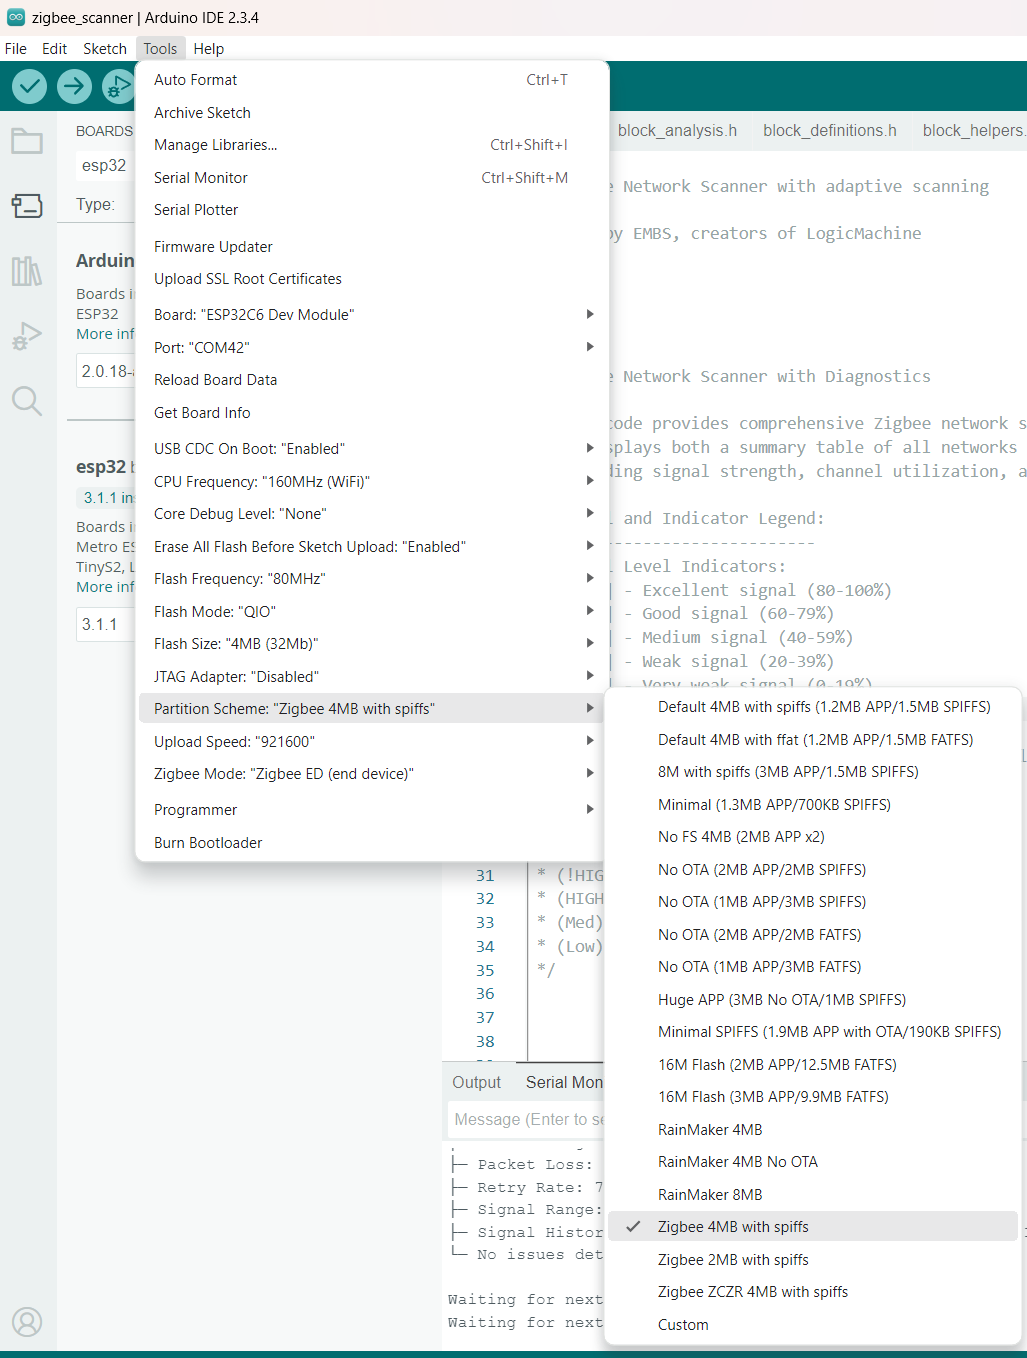 zigbee_scanner | Arduino IDE 2.3.4
File Edit Sketch Tools Help
BOARDS
esp32
Type:
Arduin
Boards i
ESP32
More inf
2.0.18-a
esp32 b
3.1.1 ins
Boards i
Metro ES
TinyS2, L
More inf
3.1.1
Auto Format Ctrl+T
Archive Sketch
Manage Libraries... Ctrl+Shift+I
Serial Monitor Ctrl+Shift+M
Serial Plotter
Firmware Updater
Upload SSL Root Certificates
Board: "ESP32C6 Dev Module"
Port: "COM42"
Reload Board Data
Get Board Info
USB CDC On Boot: "Enabled"
CPU Frequency: "160MHz (WiFi)"
Core Debug Level: "None"
Erase All Flash Before Sketch Upload: "Enabled"
Flash Frequency: "80MHz"
Flash Mode: "QIO"
Flash Size: "4MB (32Mb)"
JTAG Adapter: "Disabled"
Partition Scheme: "Zigbee 4MB with spiffs"
Upload Speed: "921600"
Zigbee Mode: "Zigbee ED (end device)"
Programmer
Burn Bootloader
block_analysis.h block_definitions.h block_helpers.
e Network Scanner with adaptive scanning
by EMBS, creators of LogicMachine
e Network Scanner with Diagnostics
code provides comprehensive Zigbee network s
splays both a summary table of all networks
ding signal strength, channel utilization, a
l and Indicator Legend:
---------------------
l Level Indicators:
| - Excellent signal (80-100%)
| - Good signal (60-79%)
| - Medium signal (40-59%)
| - Weak signal (20-39%)
- Very weak signal (0-19%)
Default 4MB with spiffs (1.2MB APP/1.5MB SPIFFS)
Default 4MB with ffat (1.2MB APP/1.5MB FATFS)
8M with spiffs (3MB APP/1.5MB SPIFFS)
Minimal (1.3MB APP/700KB SPIFFS)
No FS 4MB (2MB APP x2)
No OTA (2MB APP/2MB SPIFFS)
No OTA (1MB APP/3MB SPIFFS)
No OTA (2MB APP/2MB FATFS)
No OTA (1MB APP/3MB FATFS)
Huge APP (3MB No OTA/1MB SPIFFS)
Minimal SPIFFS (1.9MB APP with OTA/190KB SPIFFS)
16M Flash (2MB APP/12.5MB FATFS)
16M Flash (3MB APP/9.9MB FATFS)
RainMaker 4MB
RainMaker 4MB No OTA
RainMaker 8MB
Zigbee 4MB with spiffs
Zigbee 2MB with spiffs
Zigbee ZCZR 4MB with spiffs
Custom
31 * (!HIG
32 * (HIGH
33 * (Med)
34 * (Low)
35 */
36
37
38
Output Serial Mon
Message (Enter to se
├─ Packet Loss:
├─ Retry Rate: 7
├─ Signal Range:
├─ Signal Histor
└─ No issues det
Waiting for next
Waiting for next